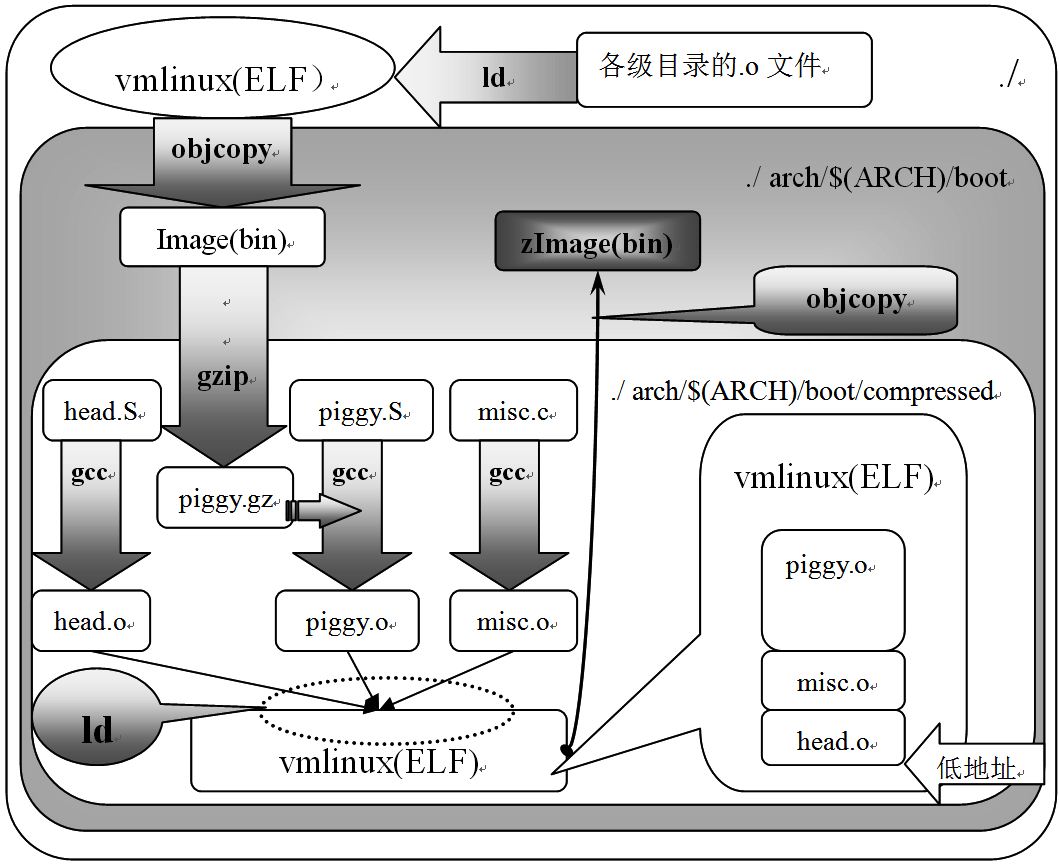 vmlinux(ELF）
ld
各级目录的.o 文件
./
objcopy
./ arch/$(ARCH)/boot
Image(bin)
zImage(bin)
objcopy
gzip
./ arch/$(ARCH)/boot/compressed
head.S
piggy.S
misc.c
gcc
gcc
gcc
piggy.gz
vmlinux(ELF)
piggy.o
head.o
piggy.o
misc.o
misc.o
ld
head.o
vmlinux(ELF)
低地址